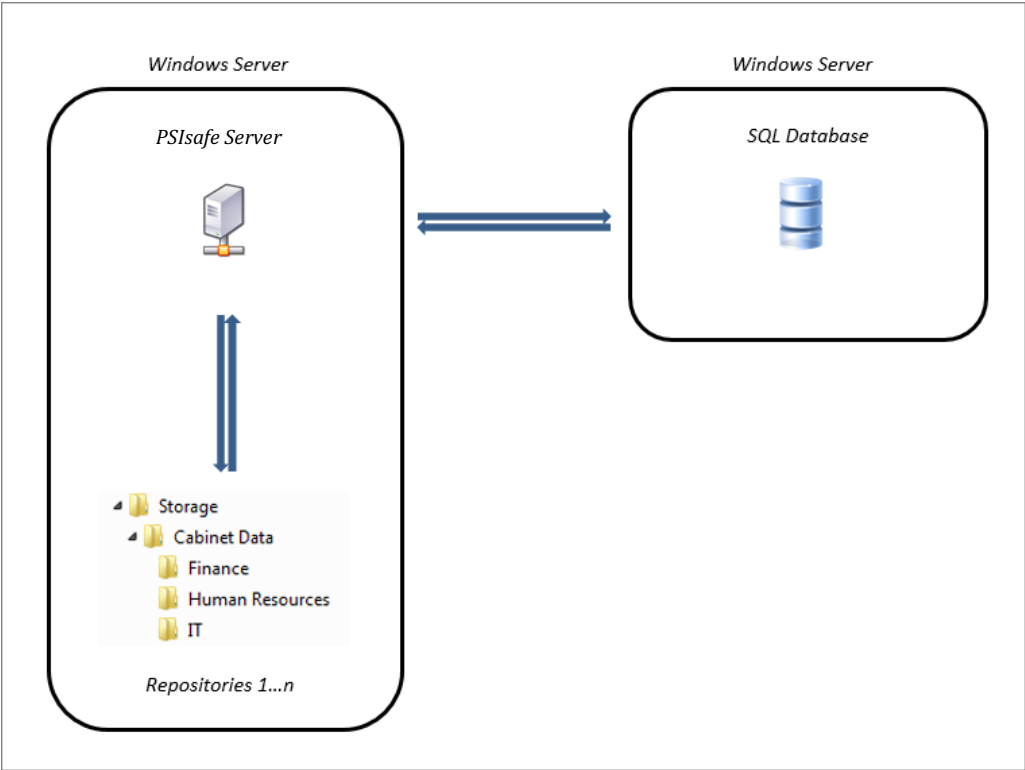 Windows Server
PSIsafe Server
Storage
Cabinet Data
Finance
Human Resources
IT
Repositories 1...n
Windows Server
SQL Database